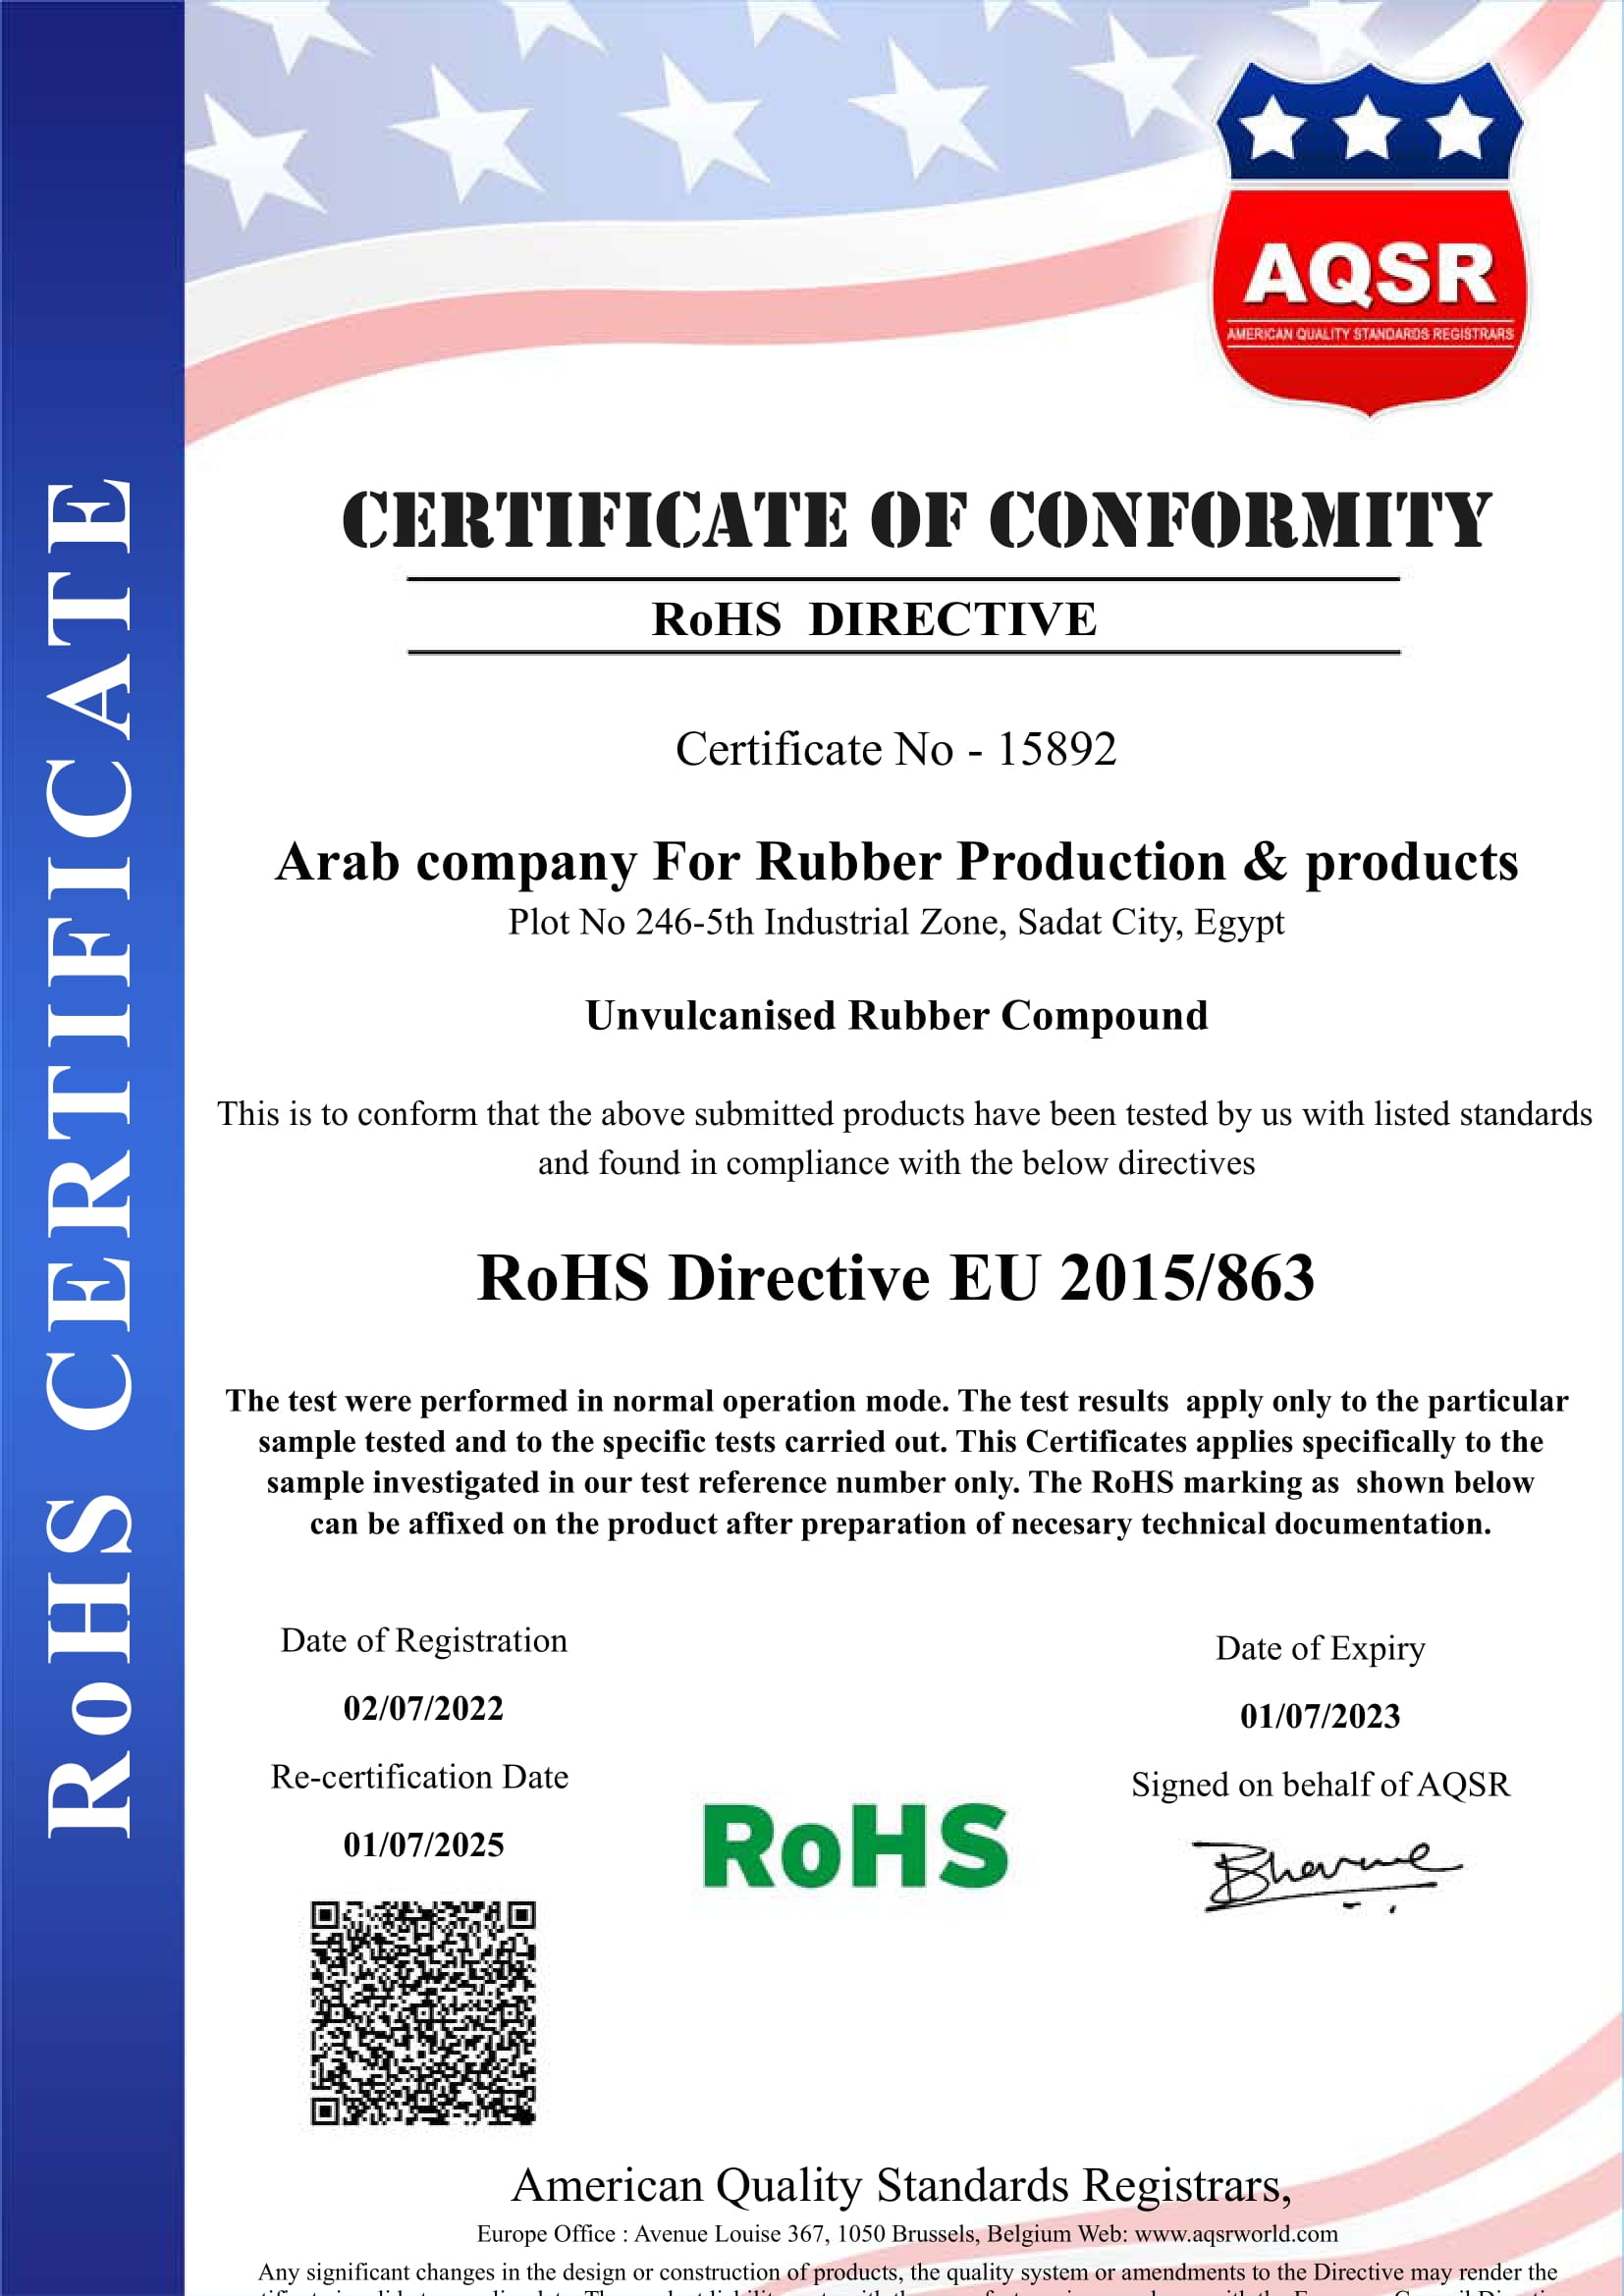 RoHS CERTIFICATE
AQSR
AMERICAN QUALITY STANDARDS REGISTRARS
CERTIFICATE OF CONFORMITY
RoHS DIRECTIVE
Certificate No - 15892
Arab company For Rubber Production & products
Plot No 246-5th Industrial Zone, Sadat City, Egypt
Unvulcanised Rubber Compound
This is to conform that the above submitted products have been tested by us with listed standards
and found in compliance with the below directives
RoHS Directive EU 2015/863
The test were performed in normal operation mode. The test results apply only to the particular
sample tested and to the specific tests carried out. This Certificates applies specifically to the
sample investigated in our test reference number only. The RoHS marking as shown below
can be affixed on the product after preparation of necesary technical documentation.
Date of Registration
02/07/2022
Re-certification Date
01/07/2025
Date of Expiry
01/07/2023
Signed on behalf of AQSR
RoHS
American Quality Standards Registrars,
Europe Office : Avenue Louise 367, 1050 Brussels, Belgium Web: www.aqsrworld.com
Any significant changes in the design or construction of products, the quality system or amendments to the Directive may render the